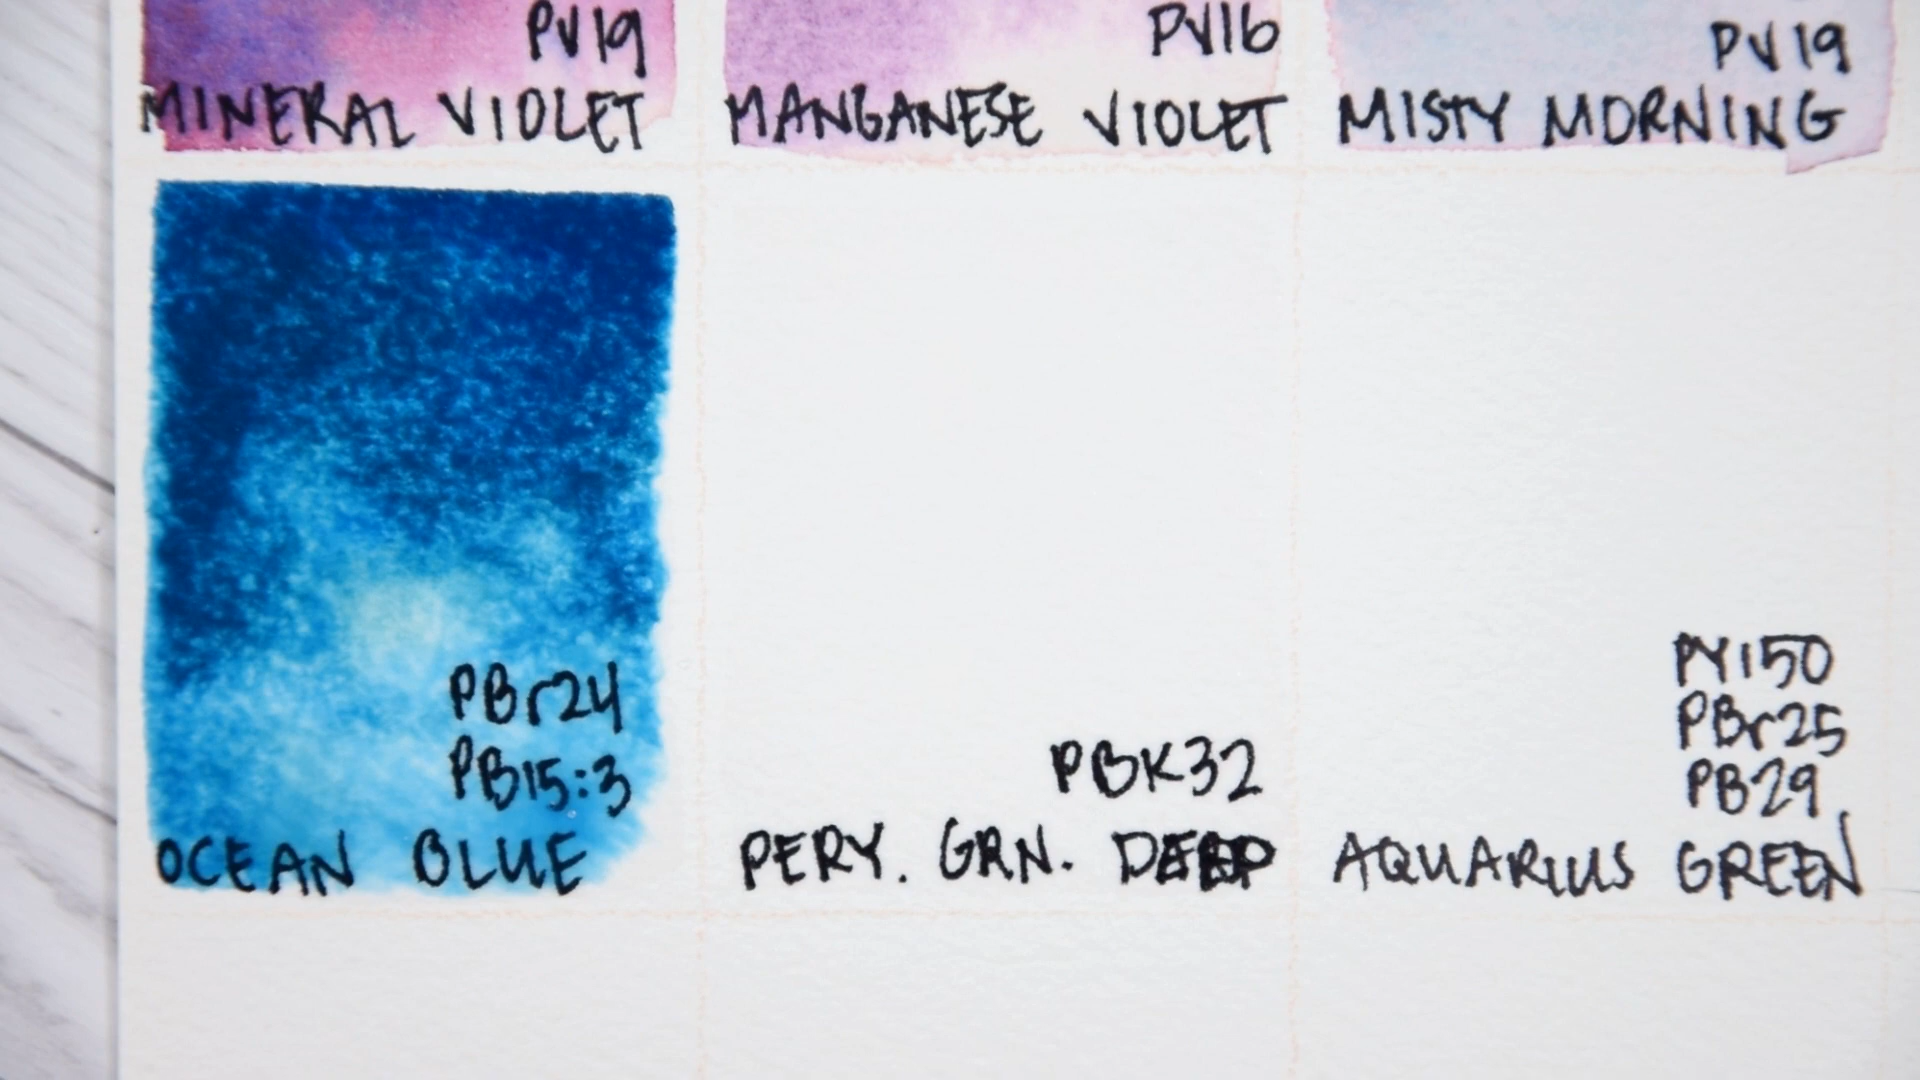 PV19
MINERAL VIOLET
PV16
MANGANESE VIOLET
PV19
MISTY MORNING
PBr24
PB15:3
OCEAN BLUE
PBK32
PERY. GRN. DEEP
PY150
PBr25
PB29
AQUARIUS GREEN